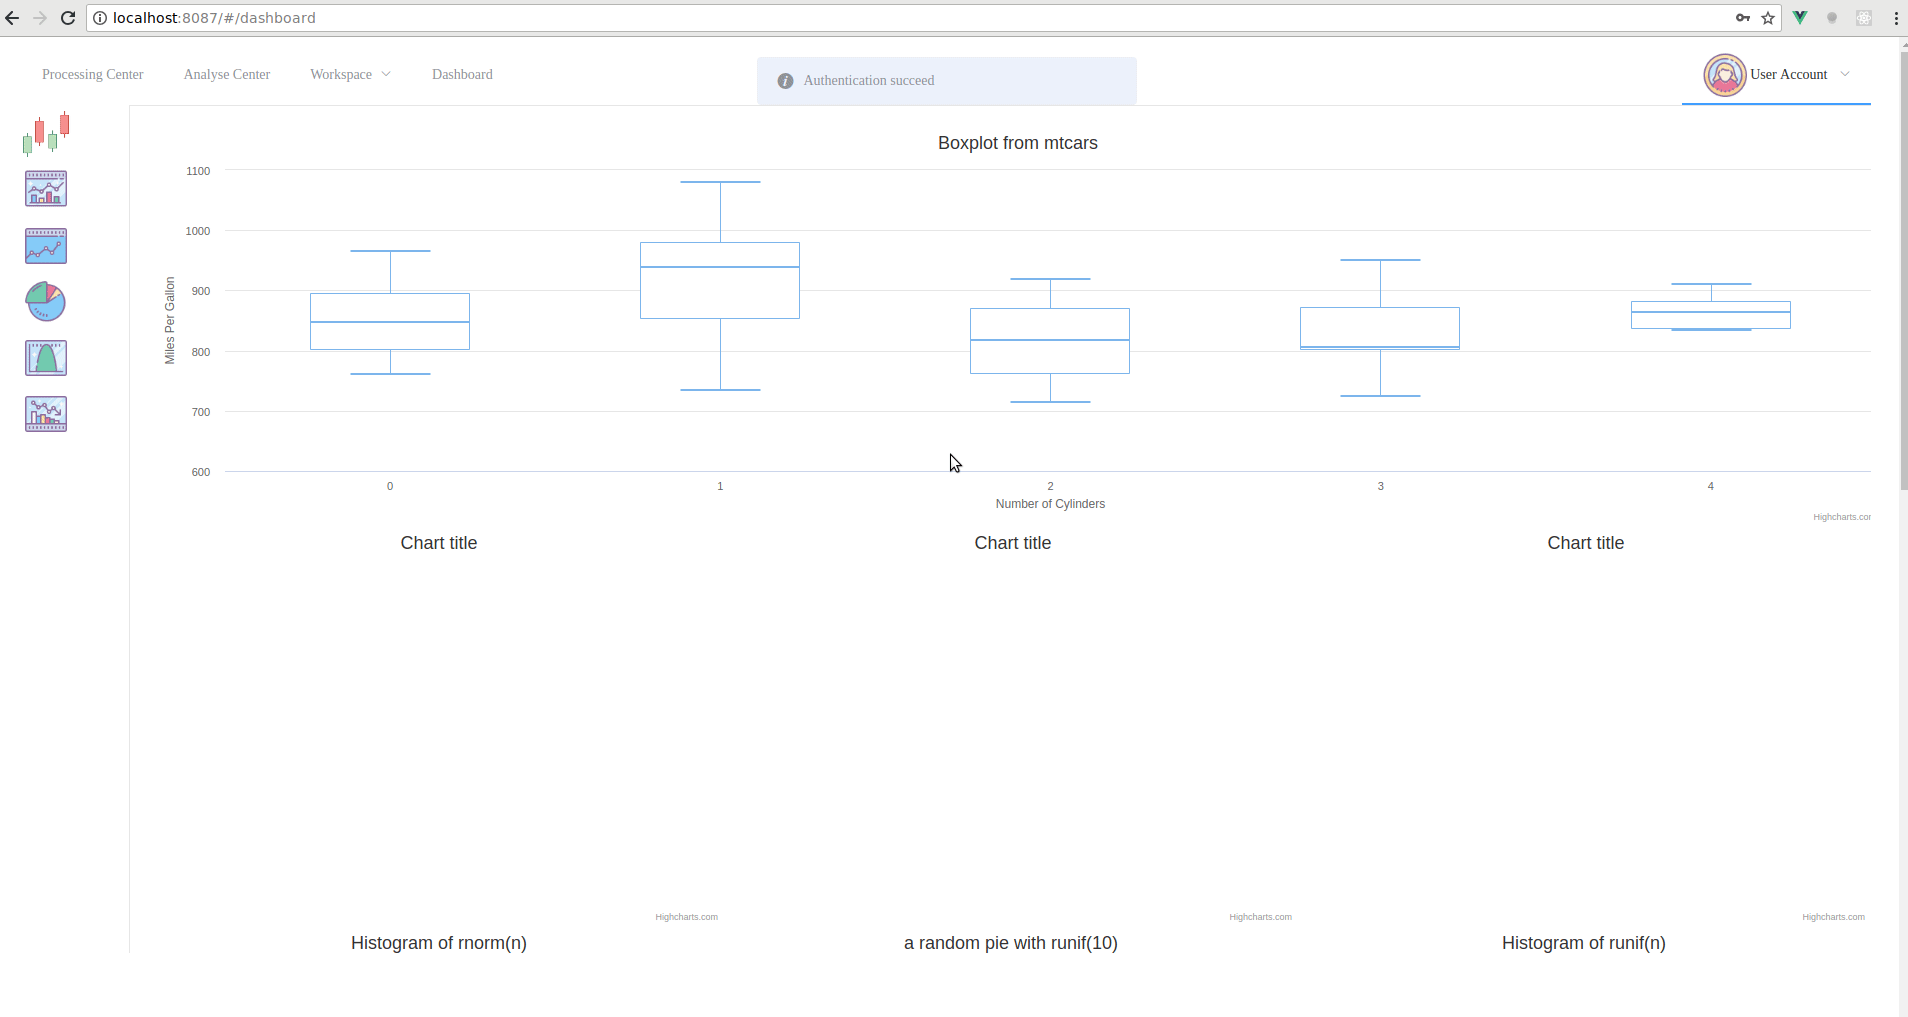 localhost:8087/#/dashboard
Processing Center
Analyse Center
Workspace
Dashboard
Authentication succeed
User Account
Boxplot from mtcars
Miles Per Gallon
1100
1000
900
800
700
600
0
1
2
3
4
Number of Cylinders
Highcharts.cor
Chart title
Chart title
Chart title
Highcharts.com
Highcharts.com
Highcharts.com
Histogram of rnorm(n)
a random pie with runif(10)
Histogram of runif(n)